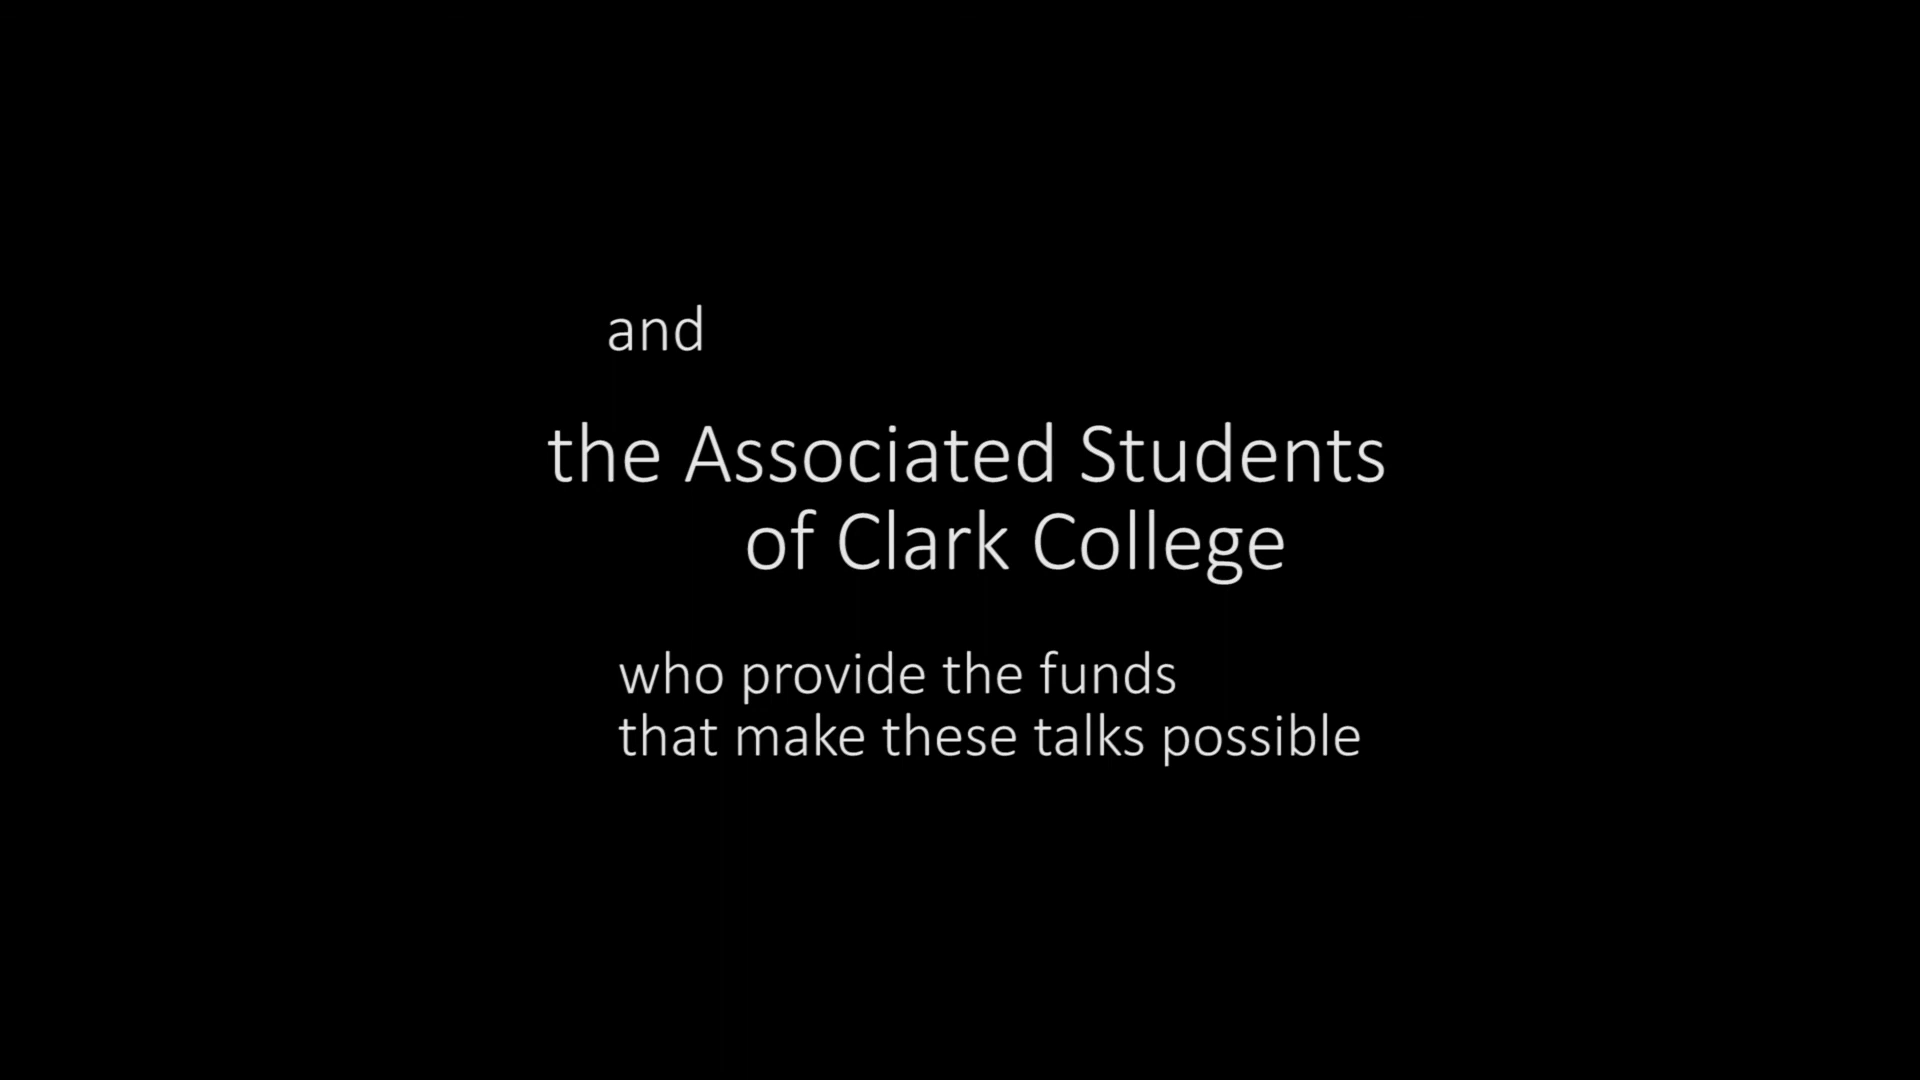 and
the Associated Students
of Clark College
who provide the funds
that make these talks possible